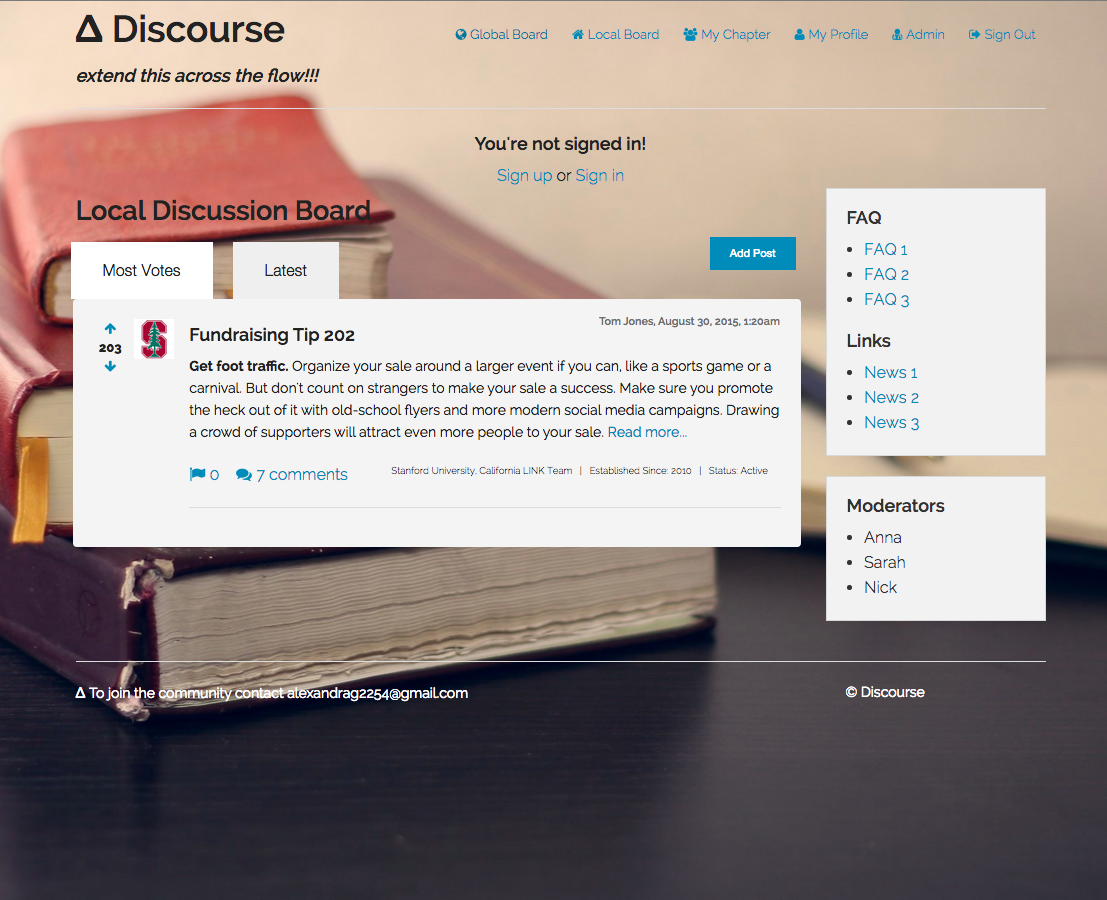 Δ Discourse
Global Board Local Board My Chapter My Profile Admin Sign Out
extend this across the flow!!!
You're not signed in!
Sign up or Sign in
Local Discussion Board
Most Votes Latest
Add Post
Tom Jones, August 30, 2015, 1:20am
203
Fundraising Tip 202
Get foot traffic. Organize your sale around a larger event if you can, like a sports game or a
carnival. But don't count on strangers to make your sale a success. Make sure you promote
the heck out of it with old-school flyers and more modern social media campaigns. Drawing
a crowd of supporters will attract even more people to your sale. Read more...
0 7 comments
Stanford University, California LINK Team | Established Since: 2010 | Status: Active
FAQ
FAQ 1
FAQ 2
FAQ 3
Links
News 1
News 2
News 3
Moderators
Anna
Sarah
Nick
Δ To join the community contact alexandrag2254@gmail.com
© Discourse